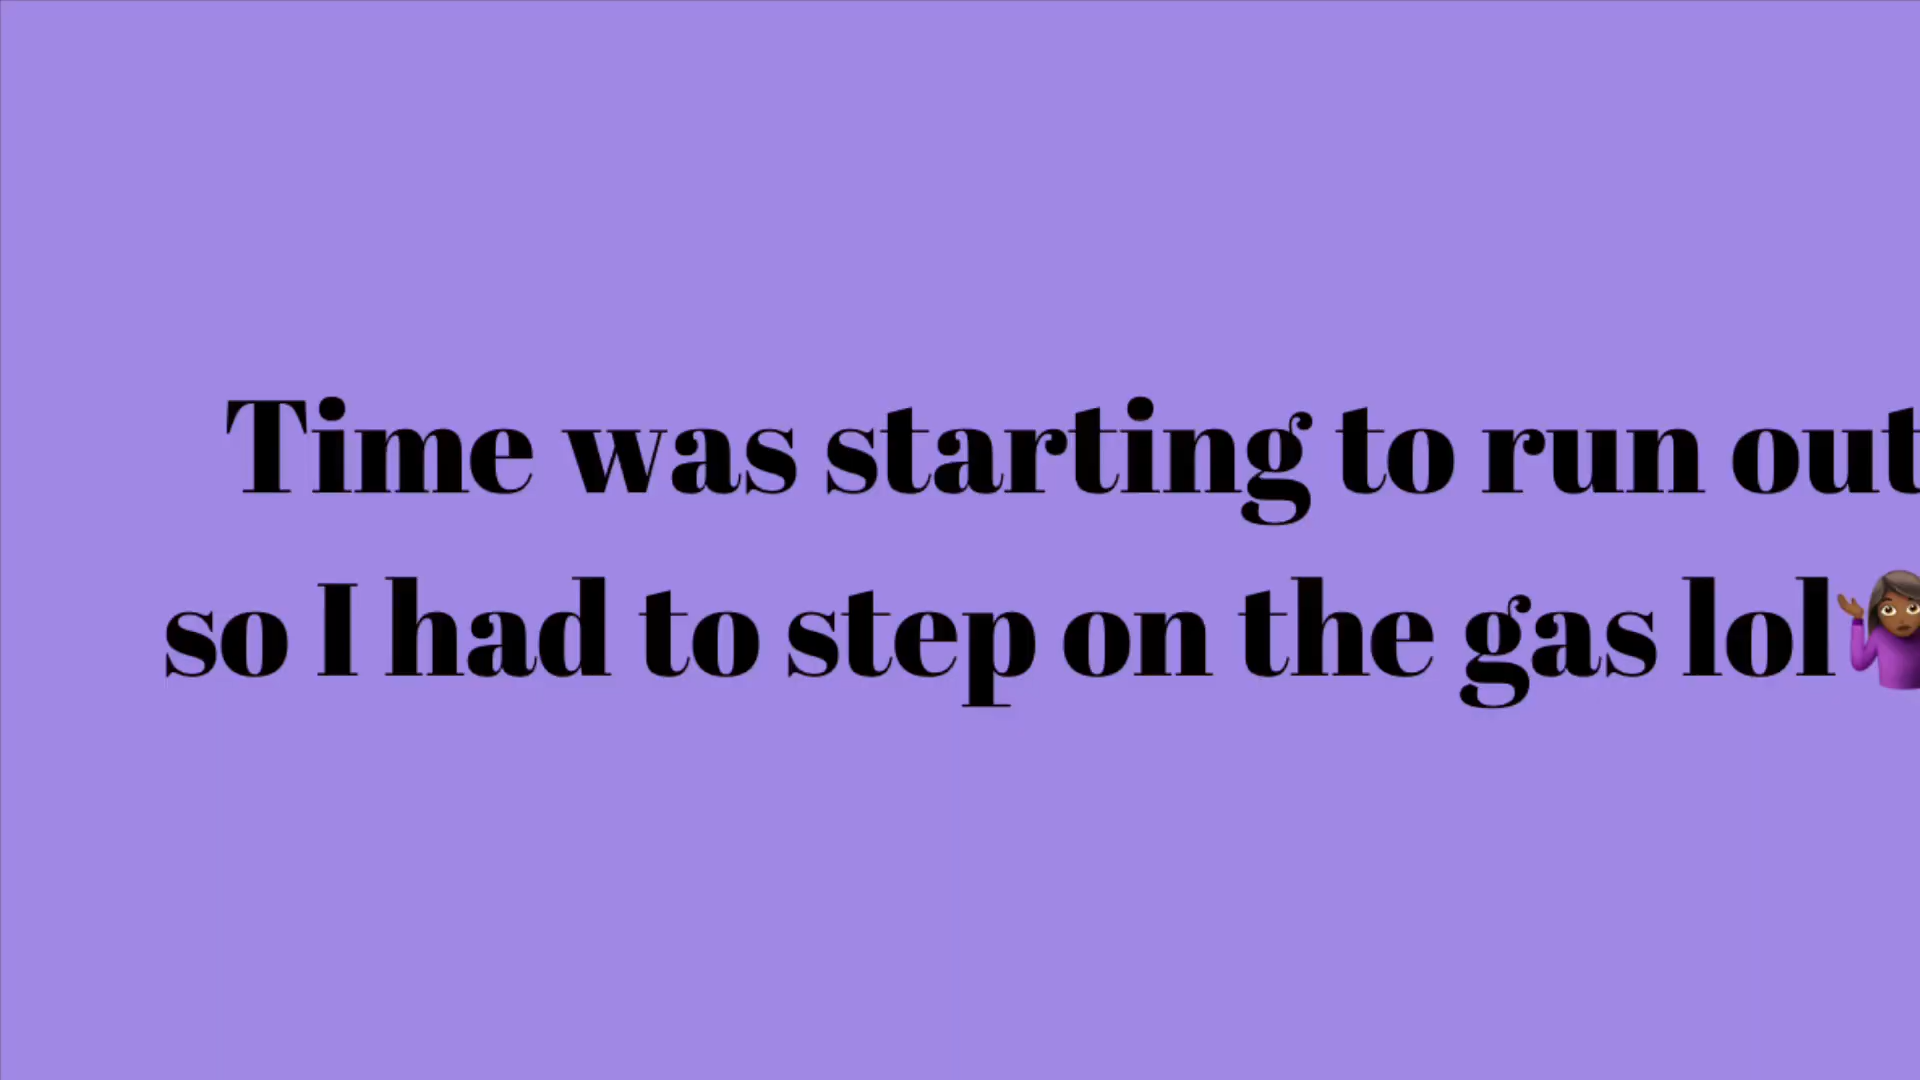 Time was starting to run out
so I had to step on the gas lol🤷🏾‍♀️